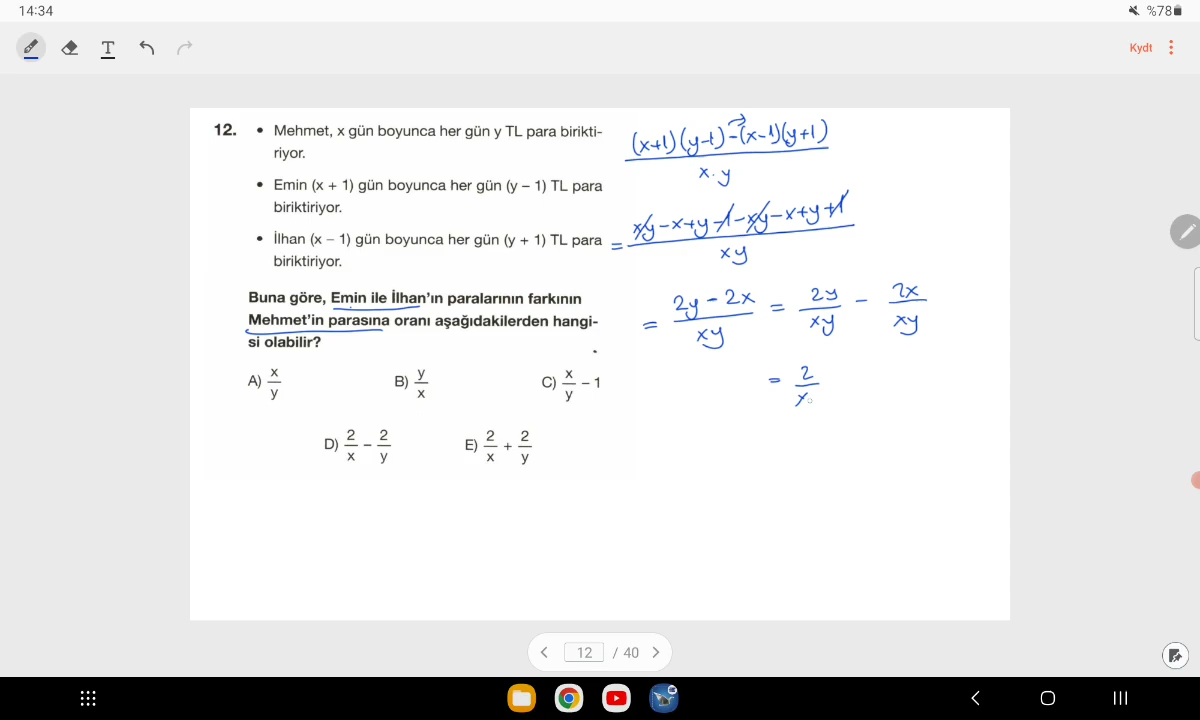 14:34
%78
T
Kydt
12. • Mehmet, x gün boyunca her gün y TL para birikti-
riyor.
• Emin (x + 1) gün boyunca her gün (y – 1) TL para
biriktiriyor.
• İlhan (x – 1) gün boyunca her gün (y + 1) TL para
biriktiriyor.
Buna göre, Emin ile İlhan'ın paralarının farkının
Mehmet'in parasına oranı aşağıdakilerden hangi-
si olabilir?
A) x/y B) y/x C) x/y – 1
D) 2/x – 2/y E) 2/x + 2/y
(x+1)(y-1)-(x-1)(y+1)
x.y
= xy-x+y-1-xy-x+y+1
xy
= 2y-2x/xy = 2y/xy - 2x/xy
= 2/x
12 / 40